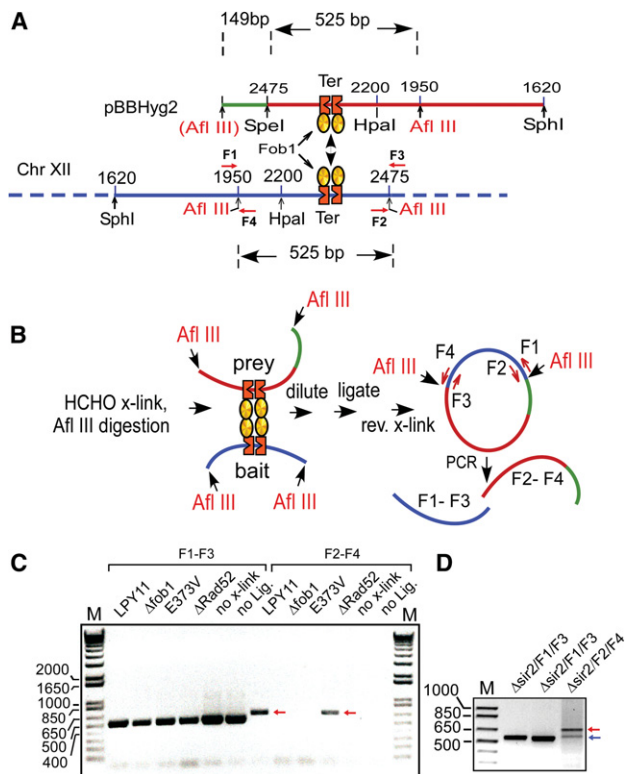 A
149bp
525 bp
2475
Ter
2200
1950
1620
pBBHyg2
(Afl III)
SpeI
HpaI
Afl III
SphI
Fob1
Chr XII
F1
F3
1620
1950
2200
2475
Afl III
F4
HpaI
Ter
F2
Afl III
SphI
525 bp
B
Afl III
Afl III
prey
HCHO x-link,
Afl III digestion
dilute
ligate
rev. x-link
bait
Afl III
Afl III
F4
F1
Afl III
F2
Afl III
F3
PCR
F1- F3
F2- F4
C
F1-F3
F2-F4
M
LPY11
Δfob1
E373V
ΔRad52
no x-link
no Lig.
LPY11
Δfob1
E373V
ΔRad52
no x-link
no Lig.
M
2000
1650
1000
850
650
500
400
D
M
Δsir2/F1/F3
Δsir2/F1/F3
Δsir2/F2/F4
1000
850
650
500